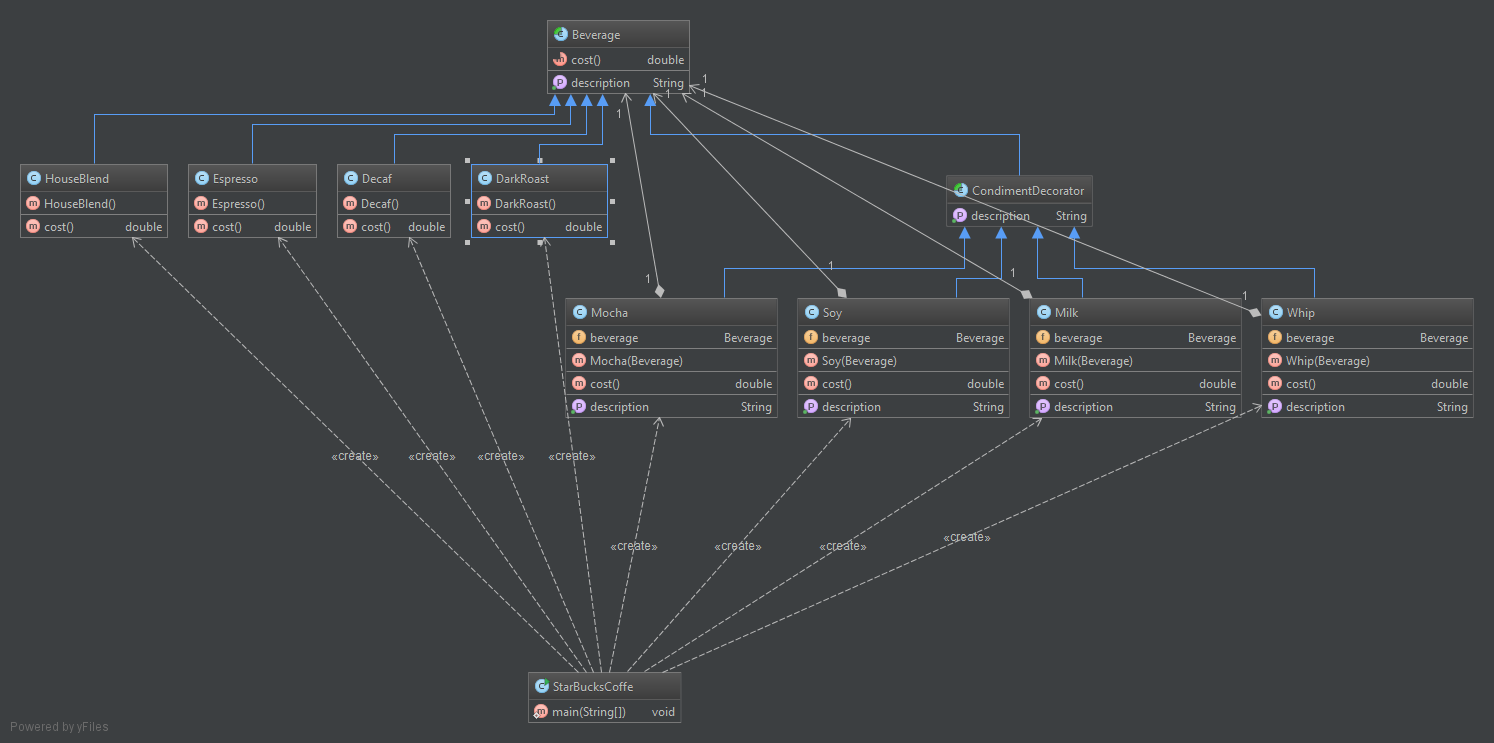 Beverage
cost() double
description String
1
1
1
1
HouseBlend
HouseBlend()
cost() double
Espresso
Espresso()
cost() double
Decaf
Decaf()
cost() double
DarkRoast
DarkRoast()
cost() double
CondimentDecorator
description String
1
1
1
1
Mocha
beverage Beverage
Mocha(Beverage)
cost() double
description String
Soy
beverage Beverage
Soy(Beverage)
cost() double
description String
Milk
beverage Beverage
Milk(Beverage)
cost() double
description String
Whip
beverage Beverage
Whip(Beverage)
cost() double
description String
«create» «create» «create» «create»
«create» «create» «create» «create»
StarBucksCoffe
main(String[]) void
Powered by yFiles